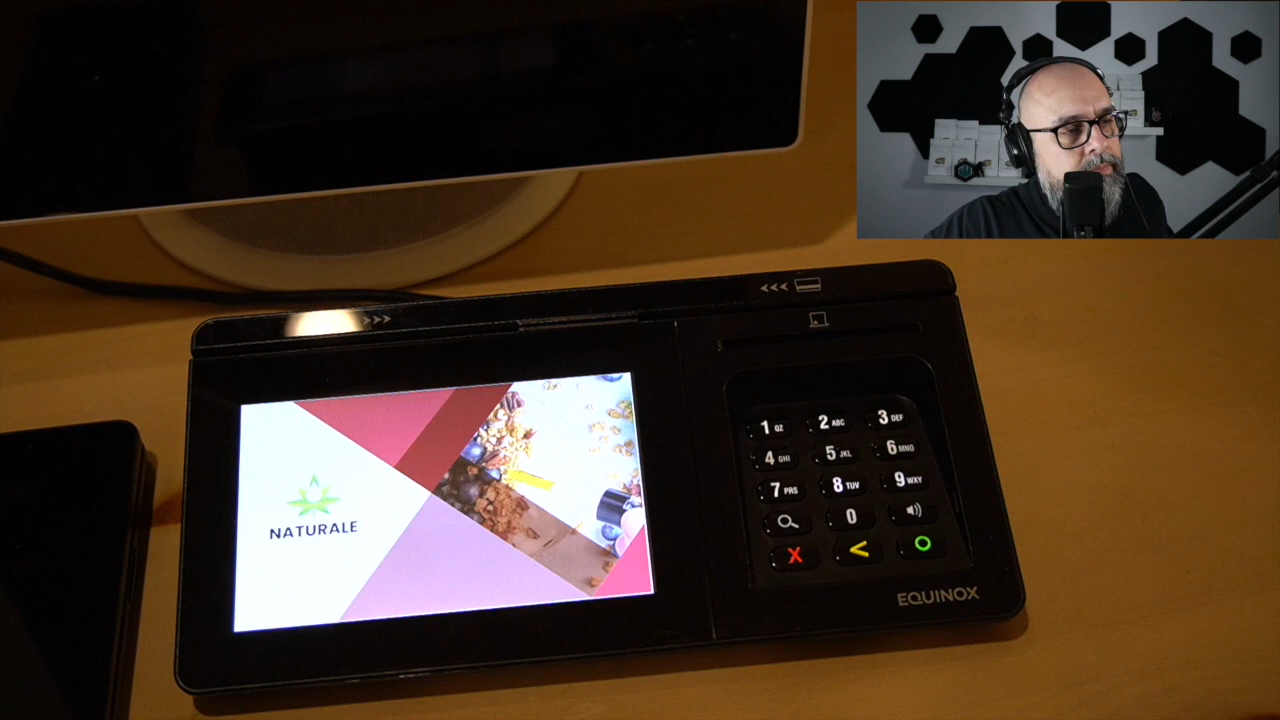 NATURALE
1 QZ
2 ABC
3 DEF
4 GHI
5 JKL
6 MNO
7 PRS
8 TUV
9 WXY
0
X
<
EQUINOX